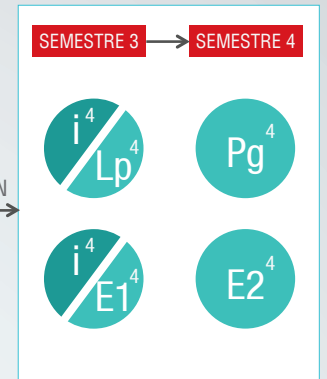 SEMESTRE 3 SEMESTRE 4
i⁴ Lp⁴ Pg⁴
N
i⁴ E1⁴ E2⁴